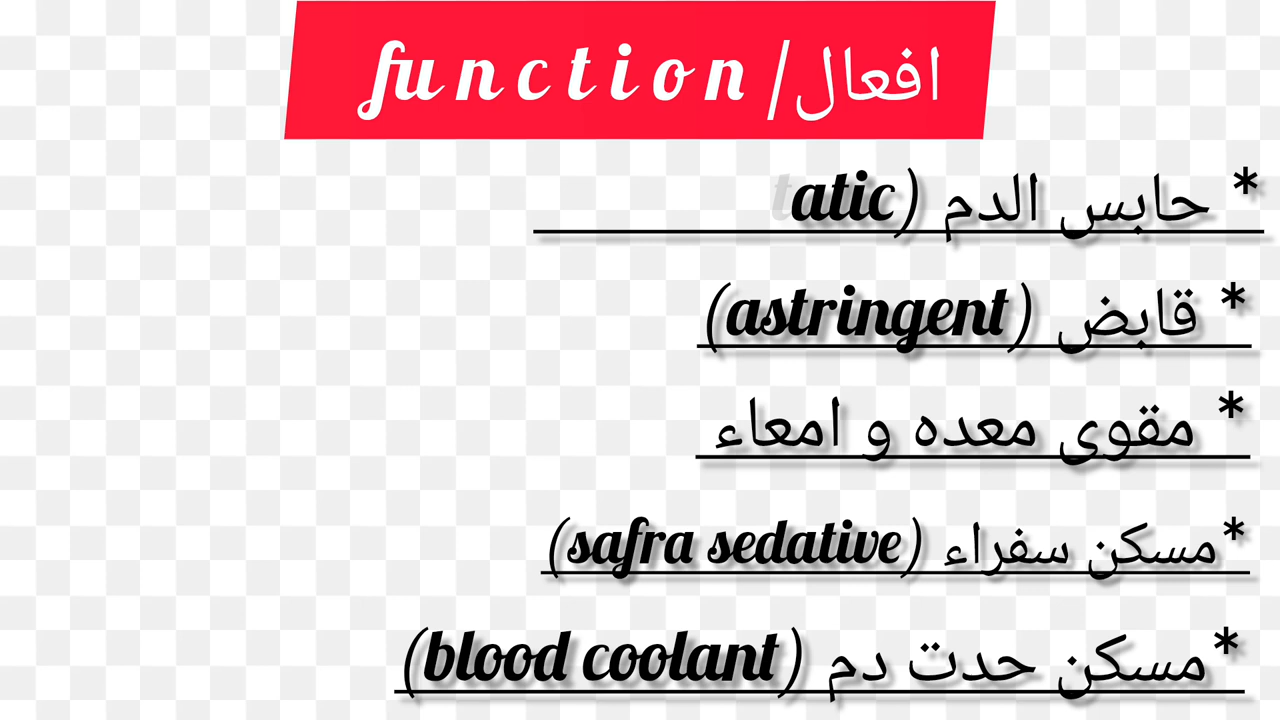 function/افعال
* حابس الدم (atic
* قابض (astringent)
* مقوی معده و امعاء
*مسکن سفراء (safra sedative)
*مسکن حدت دم (blood coolant)